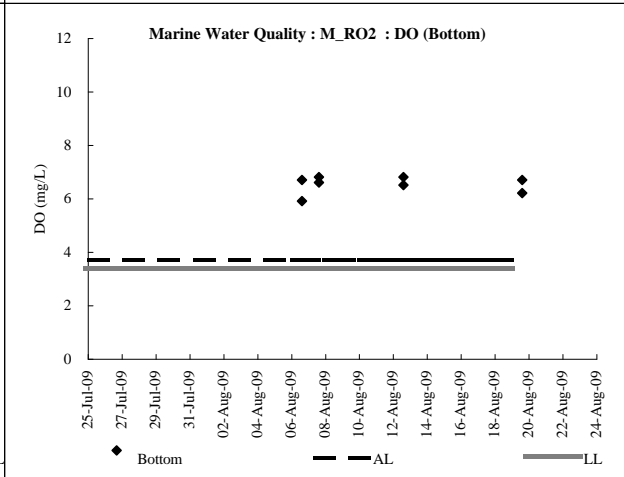 Marine Water Quality : M_RO2 : DO (Bottom)
DO (mg/L)
12
10
8
6
4
2
0
25-Jul-09
27-Jul-09
29-Jul-09
31-Jul-09
02-Aug-09
04-Aug-09
06-Aug-09
08-Aug-09
10-Aug-09
12-Aug-09
14-Aug-09
16-Aug-09
18-Aug-09
20-Aug-09
22-Aug-09
24-Aug-09
Bottom
AL
LL